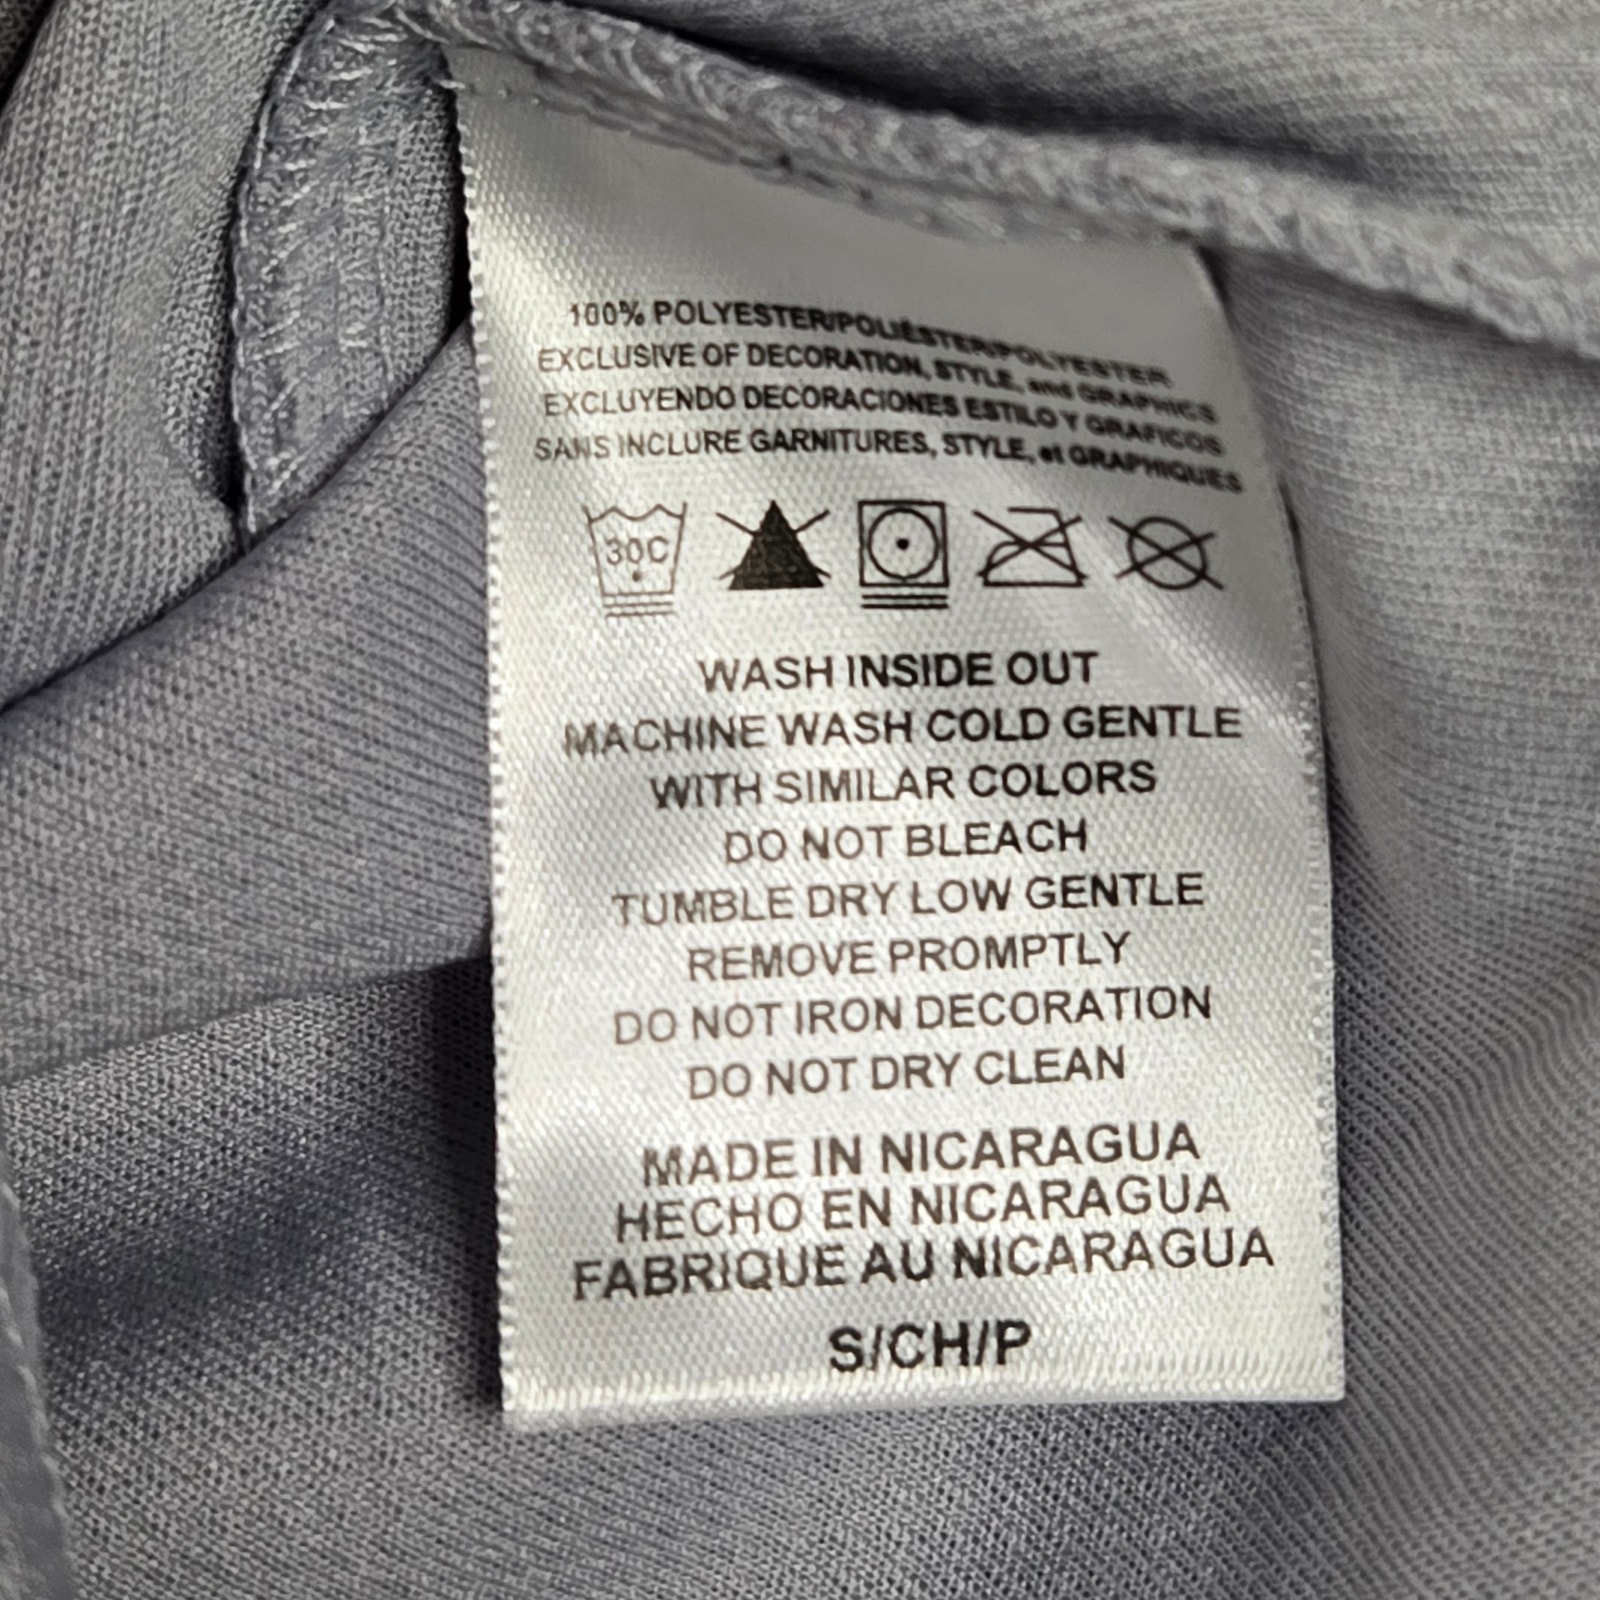 100% POLYESTER/POLIÉSTER/POLYESTER
EXCLUSIVE OF DECORATION, STYLE, and GRAPHICS
EXCLUYENDO DECORACIONES ESTILO Y GRAFICOS
SANS INCLURE GARNITURES, STYLE, et GRAPHIQUES
30C
WASH INSIDE OUT
MACHINE WASH COLD GENTLE
WITH SIMILAR COLORS
DO NOT BLEACH
TUMBLE DRY LOW GENTLE
REMOVE PROMPTLY
DO NOT IRON DECORATION
DO NOT DRY CLEAN
MADE IN NICARAGUA
HECHO EN NICARAGUA
FABRIQUE AU NICARAGUA
S/CH/P